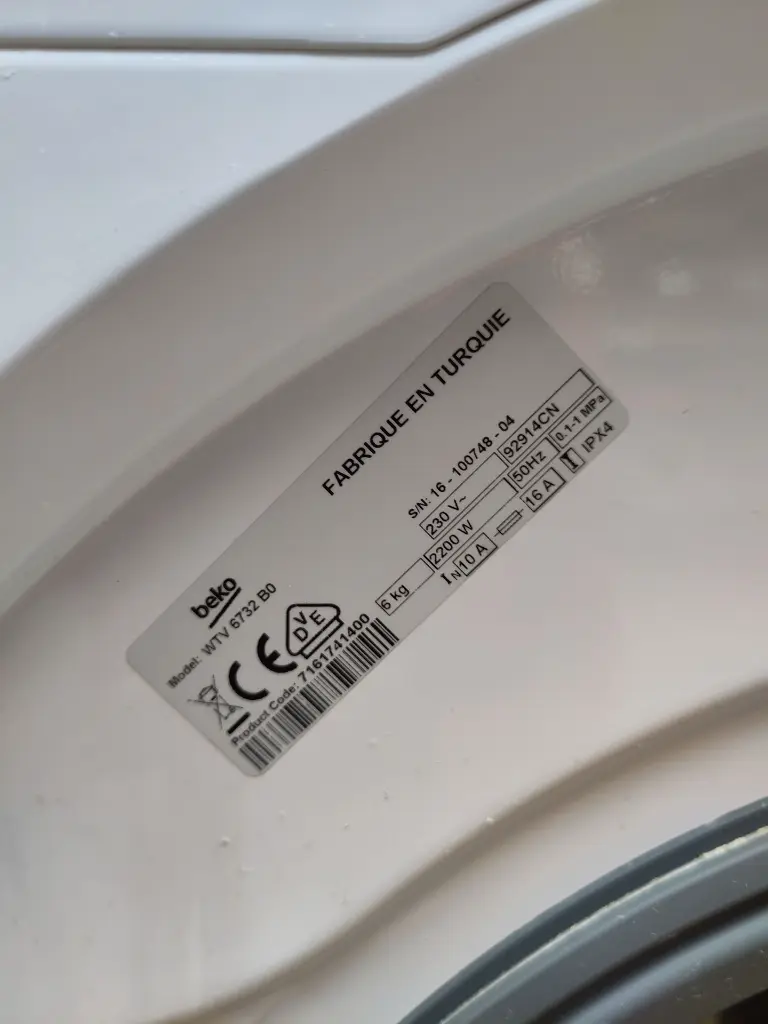 FABRIQUE EN TURQUIE
beko
Model: WTV 6732 B0
S/N: 16 - 100748 - 04
230 V~ 92914CN
2200 W 50Hz 0.1-1 MPa
6 kg IN 10 A 16 A IPX4
CE VDE
Product Code: 7161741400